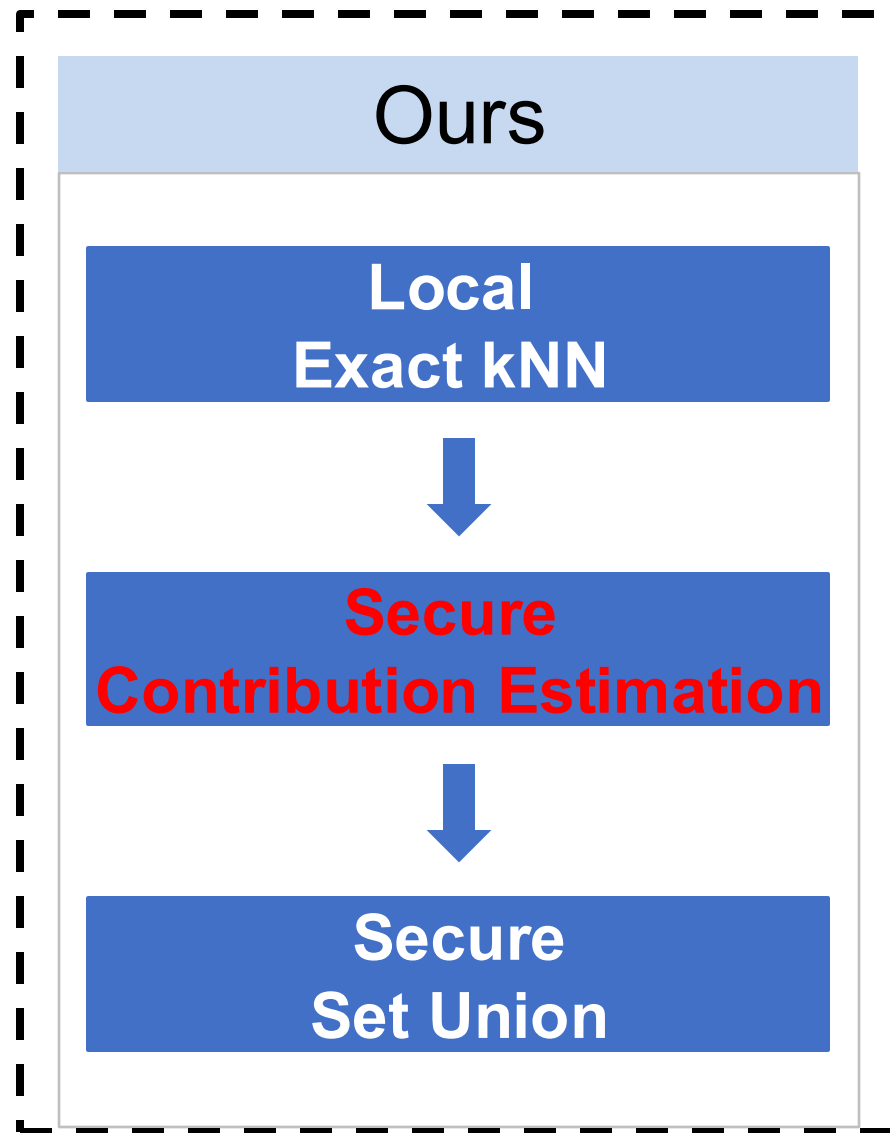 Ours
Local
Exact kNN
Secure
Contribution Estimation
Secure
Set Union